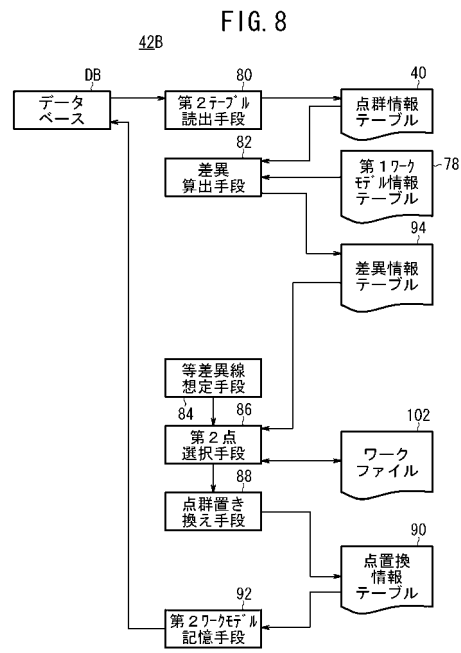 FIG. 8
42B
DB
データ
ベース
80
第2テーブル
読出手段
40
点群情報
テーブル
82
差異
算出手段
78
第1ワーク
モデル情報
テーブル
94
差異情報
テーブル
等差異線
想定手段
84
86
第2点
選択手段
102
ワーク
ファイル
88
点群置き
換え手段
90
点置換
情報
テーブル
92
第2ワークモデル
記憶手段